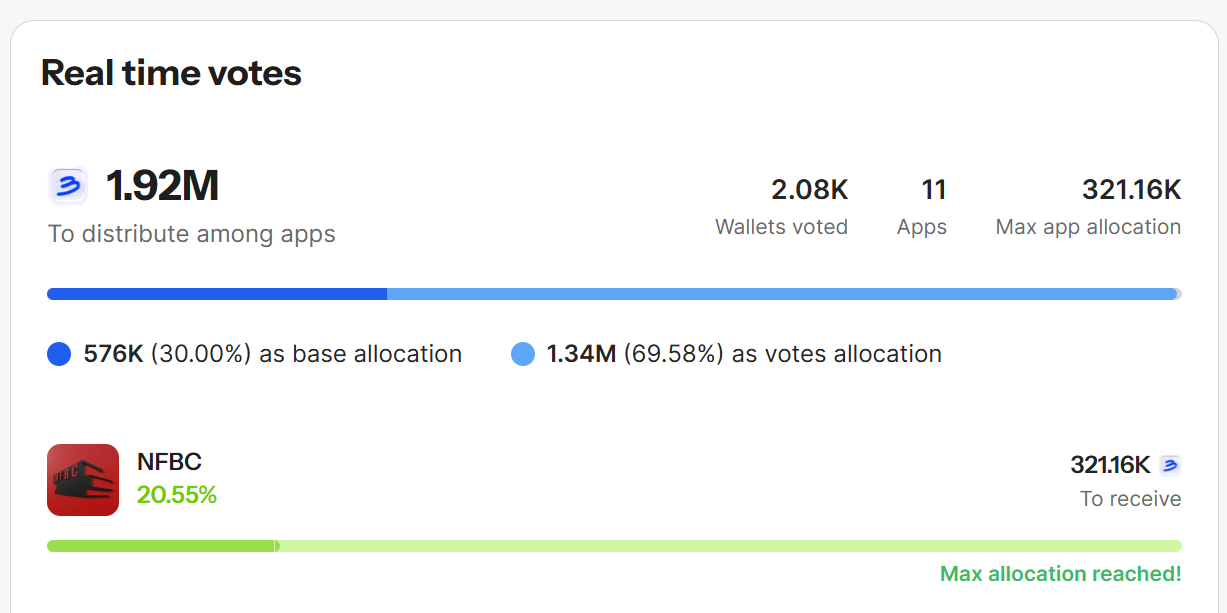 Real time votes
1.92M
To distribute among apps
2.08K
Wallets voted
11
Apps
321.16K
Max app allocation
576K (30.00%) as base allocation
1.34M (69.58%) as votes allocation
NFBC
NFBC
20.55%
321.16K
To receive
Max allocation reached!